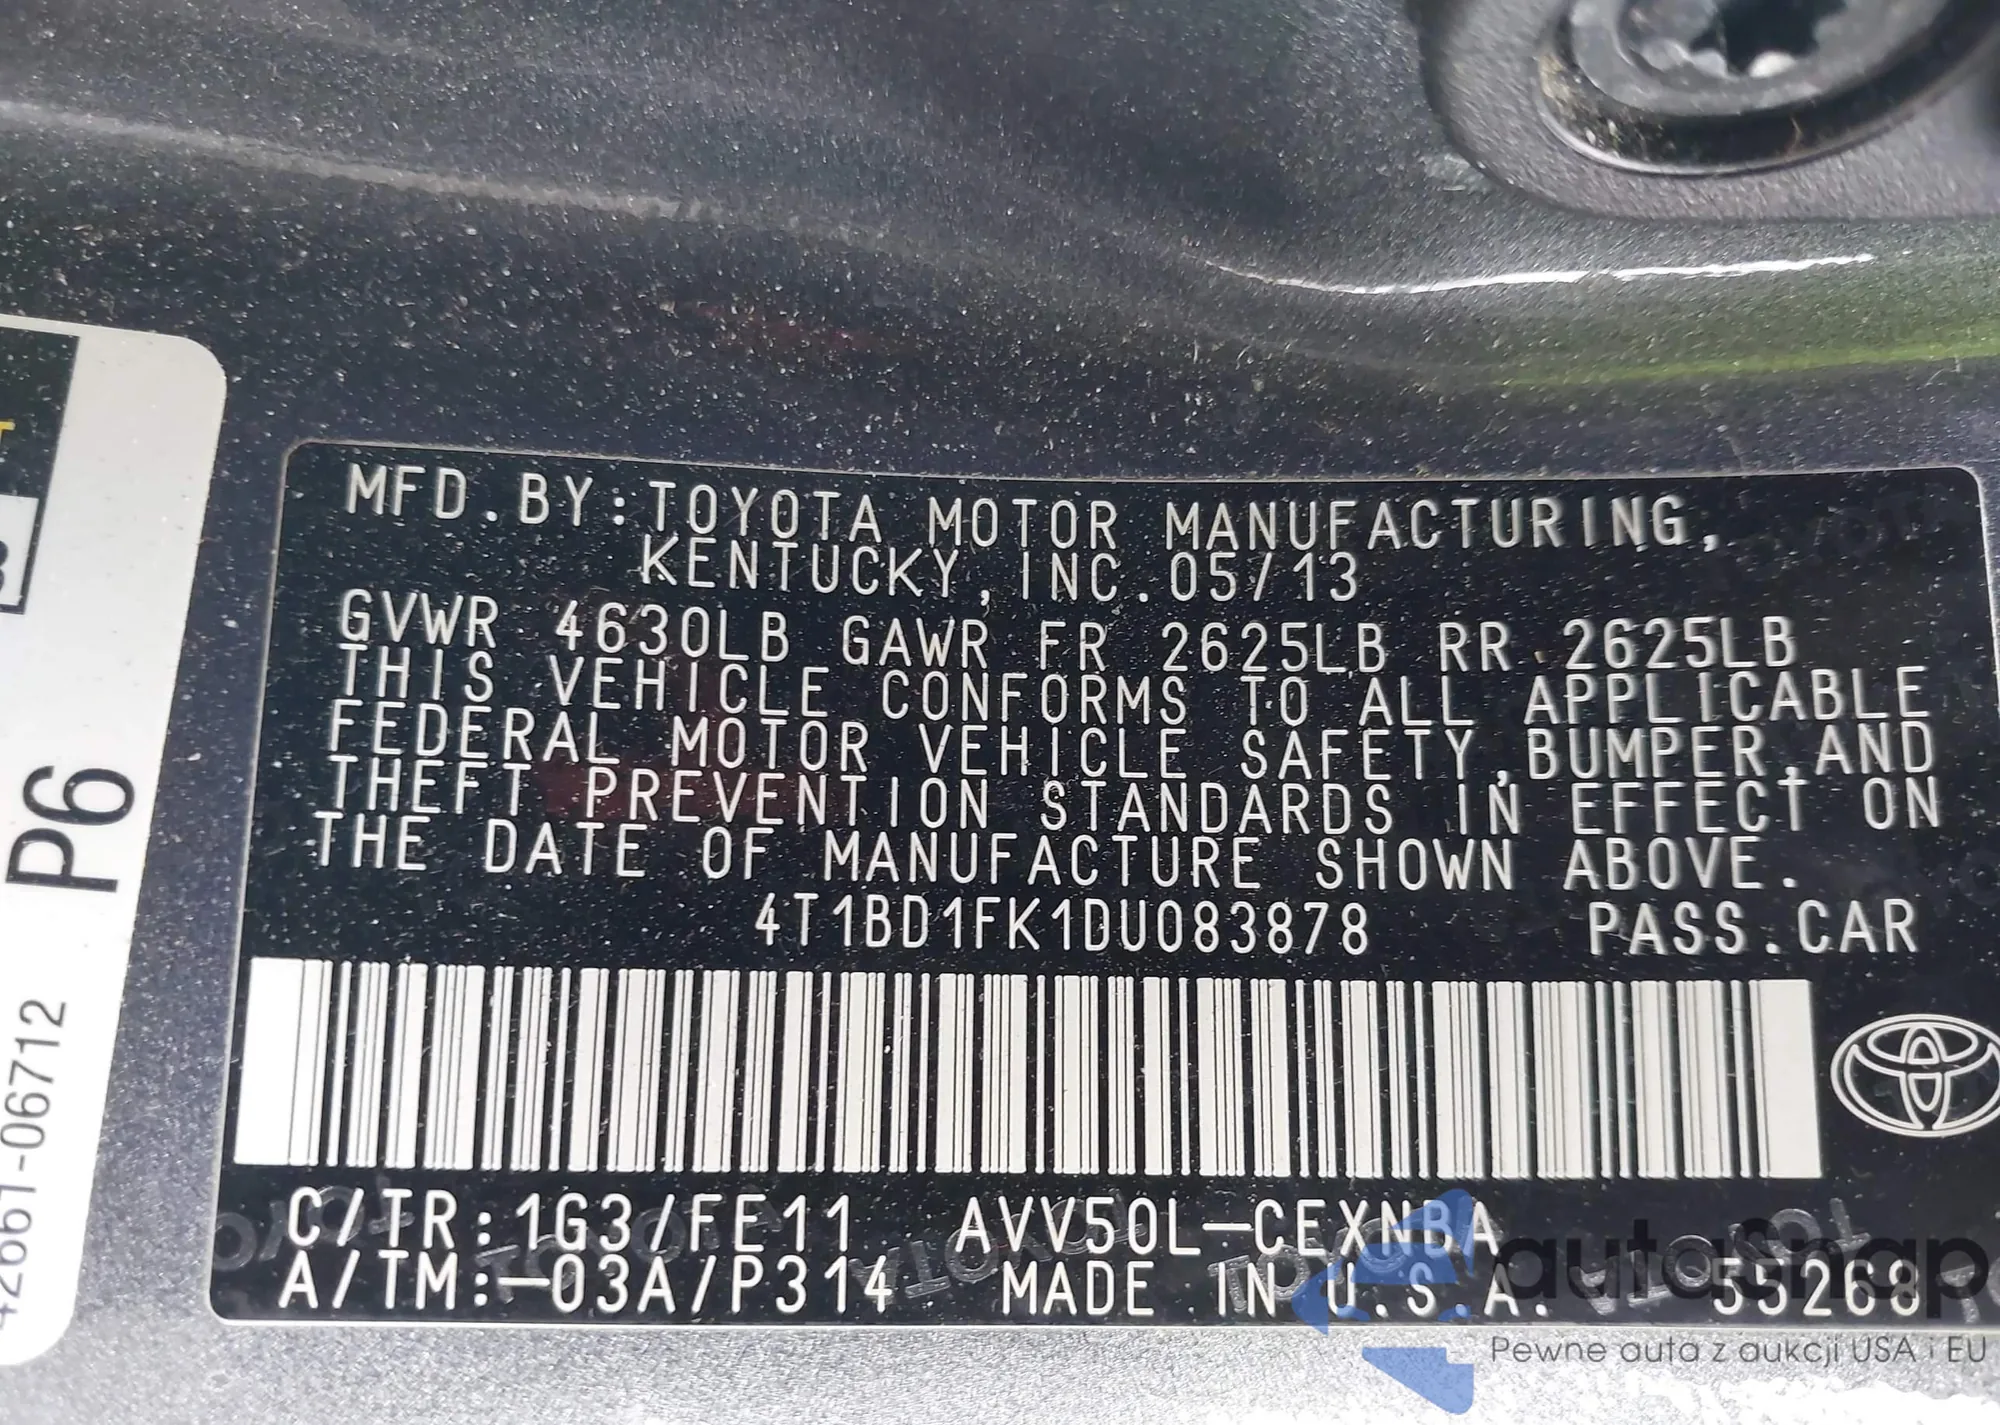 MFD.BY:TOYOTA MOTOR MANUFACTURING,
KENTUCKY, INC. 05/13
GVWR 4630LB GAWR FR 2625LB RR 2625LB
THIS VEHICLE CONFORMS TO ALL APPLICABLE
FEDERAL MOTOR VEHICLE SAFETY,BUMPER,AND
THEFT PREVENTION STANDARDS IN EFFECT ON
THE DATE OF MANUFACTURE SHOWN ABOVE.
4T1BD1FK1DU083878 PASS.CAR
C/TR:1G3/FE11 AVV50L-CEXNBA
A/TM:-03A/P314 MADE IN U.S.A. 55268
P6
42661-06712
autoSnap
Pewne auta z aukcji USA i EU